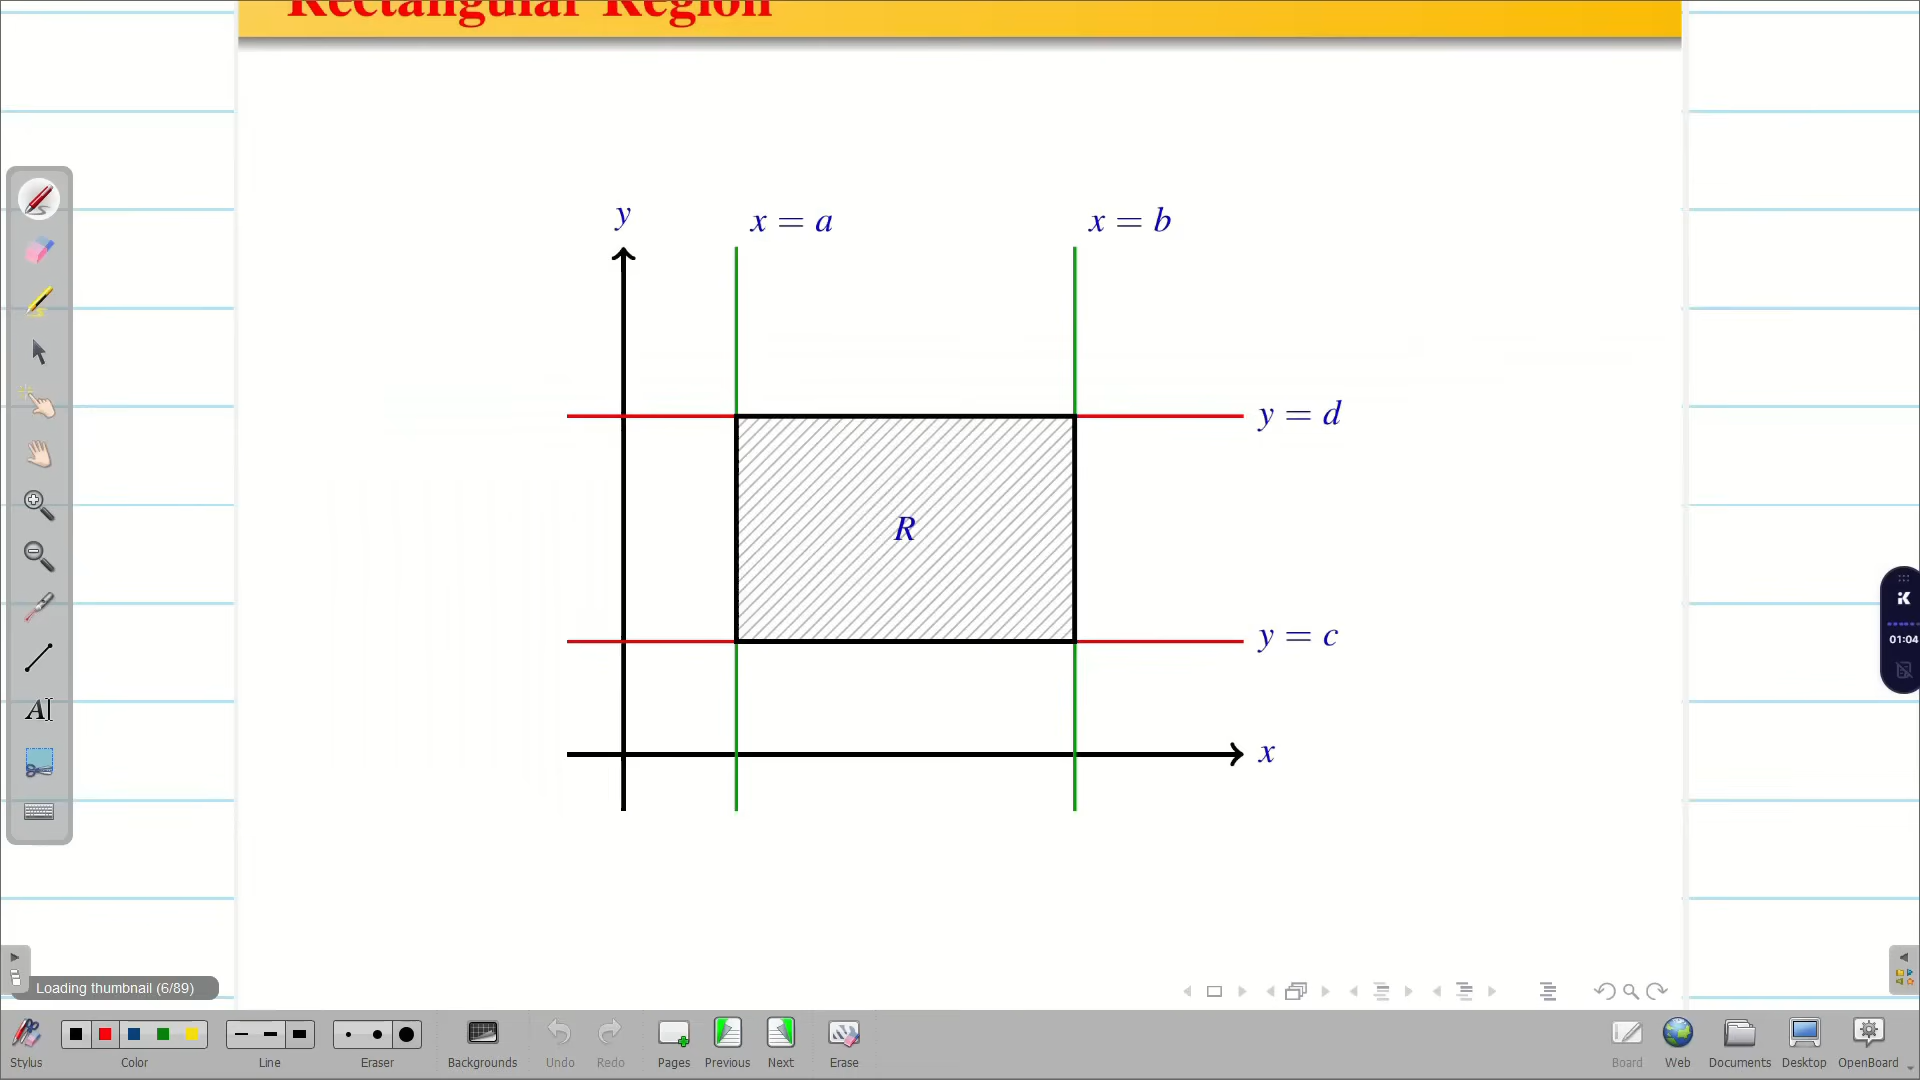 Rectangular Region
y
x = a
x = b
y = d
R
y = c
x
01:04
Loading thumbnail (6/89)
Stylus
Color
Line
Eraser
Backgrounds
Undo
Redo
Pages
Previous
Next
Erase
Board
Web
Documents
Desktop
OpenBoard